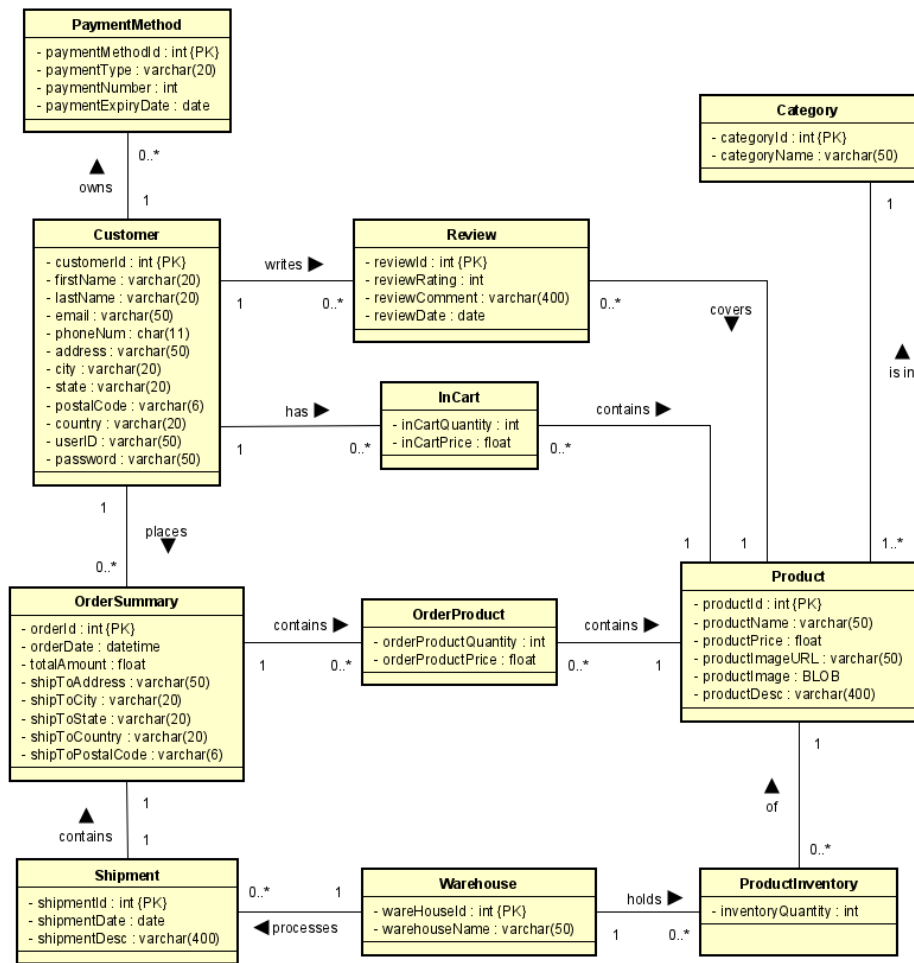 PaymentMethod
- paymentMethodId : int {PK}
- paymentType : varchar(20)
- paymentNumber : int
- paymentExpiryDate : date
0..*
owns
1
Category
- categoryId : int {PK}
- categoryName : varchar(50)
1
is in
1..*
Customer
- customerId : int {PK}
- firstName : varchar(20)
- lastName : varchar(20)
- email : varchar(50)
- phoneNum : char(11)
- address : varchar(50)
- city : varchar(20)
- state : varchar(20)
- postalCode : varchar(6)
- country : varchar(20)
- userID : varchar(50)
- password : varchar(50)
writes
1
0..*
Review
- reviewId : int {PK}
- reviewRating : int
- reviewComment : varchar(400)
- reviewDate : date
0..*
covers
1
has
1
0..*
InCart
- inCartQuantity : int
- inCartPrice : float
contains
0..*
1
1
places
0..*
OrderSummary
- orderId : int {PK}
- orderDate : datetime
- totalAmount : float
- shipToAddress : varchar(50)
- shipToCity : varchar(20)
- shipToState : varchar(20)
- shipToCountry : varchar(20)
- shipToPostalCode : varchar(6)
contains
1
0..*
OrderProduct
- orderProductQuantity : int
- orderProductPrice : float
contains
0..*
1
Product
- productId : int {PK}
- productName : varchar(50)
- productPrice : float
- productImageURL : varchar(50)
- productImage : BLOB
- productDesc : varchar(400)
1
of
0..*
1
contains
1
Shipment
- shipmentId : int {PK}
- shipmentDate : date
- shipmentDesc : varchar(400)
0..*
1
processes
Warehouse
- wareHouseId : int {PK}
- warehouseName : varchar(50)
holds
1
0..*
ProductInventory
- inventoryQuantity : int